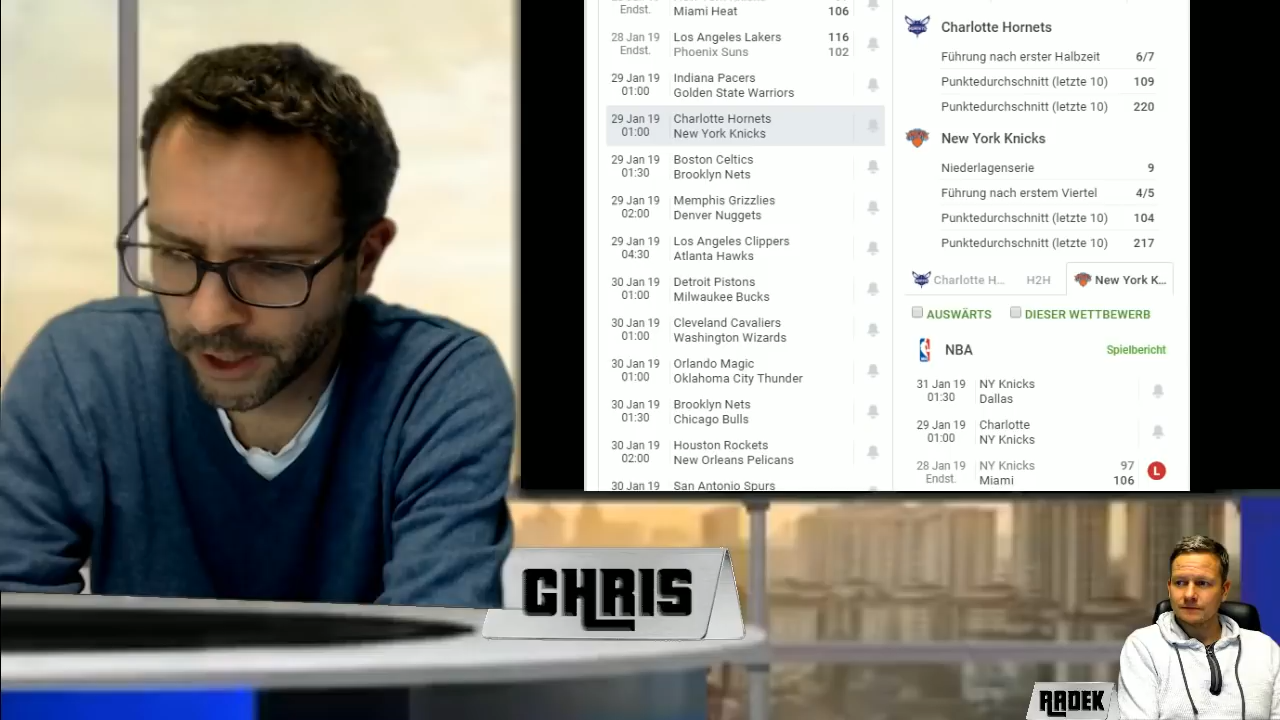 Endst.
Miami Heat 106
28 Jan 19 Los Angeles Lakers 116
Endst. Phoenix Suns 102
29 Jan 19 Indiana Pacers
01:00 Golden State Warriors
29 Jan 19 Charlotte Hornets
01:00 New York Knicks
29 Jan 19 Boston Celtics
01:30 Brooklyn Nets
29 Jan 19 Memphis Grizzlies
02:00 Denver Nuggets
29 Jan 19 Los Angeles Clippers
04:30 Atlanta Hawks
30 Jan 19 Detroit Pistons
01:00 Milwaukee Bucks
30 Jan 19 Cleveland Cavaliers
01:00 Washington Wizards
30 Jan 19 Orlando Magic
01:00 Oklahoma City Thunder
30 Jan 19 Brooklyn Nets
01:30 Chicago Bulls
30 Jan 19 Houston Rockets
02:00 New Orleans Pelicans
30 Jan 19 San Antonio Spurs
Charlotte Hornets
Führung nach erster Halbzeit 6/7
Punktedurchschnitt (letzte 10) 109
Punktedurchschnitt (letzte 10) 220
New York Knicks
Niederlagenserie 9
Führung nach erstem Viertel 4/5
Punktedurchschnitt (letzte 10) 104
Punktedurchschnitt (letzte 10) 217
Charlotte H... H2H New York K...
AUSWÄRTS DIESER WETTBEWERB
NBA Spielbericht
31 Jan 19 NY Knicks
01:30 Dallas
29 Jan 19 Charlotte
01:00 NY Knicks
28 Jan 19 NY Knicks 97
Endst. Miami 106
L
CHRIS
RADEK